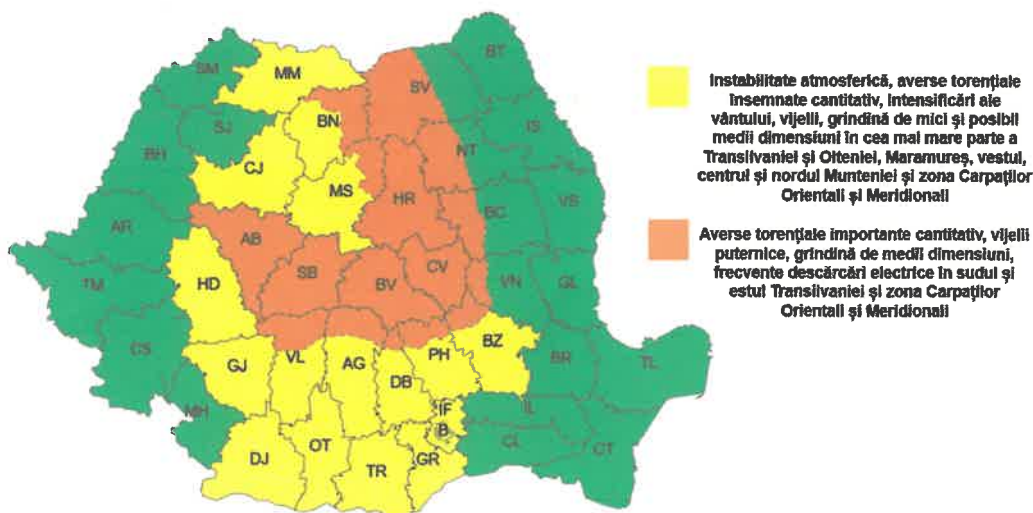 BT
SM
MM
SV
BN
IS
SJ
BH
NT
CJ
MS
HR
BC
VS
AR
AB
SB
CV
TM
HD
BV
VN
GL
CS
GJ
VL
AG
PH
BZ
BR
TL
DB
MH
IF
IL
B
OT
CL
CT
DJ
TR
GR
Instabilitate atmosferică, averse torențiale
însemnate cantitativ, intensificări ale
vântului, vijelii, grindină de mici și posibil
medii dimensiuni în cea mai mare parte a
Transilvaniei și Olteniei, Maramureș, vestul,
centrul și nordul Munteniei și zona Carpaților
Orientali și Meridionali
Averse torențiale importante cantitativ, vijelii
puternice, grindină de medii dimensiuni,
frecvente descărcări electrice în sudul și
estul Transilvaniei și zona Carpaților
Orientali și Meridionali